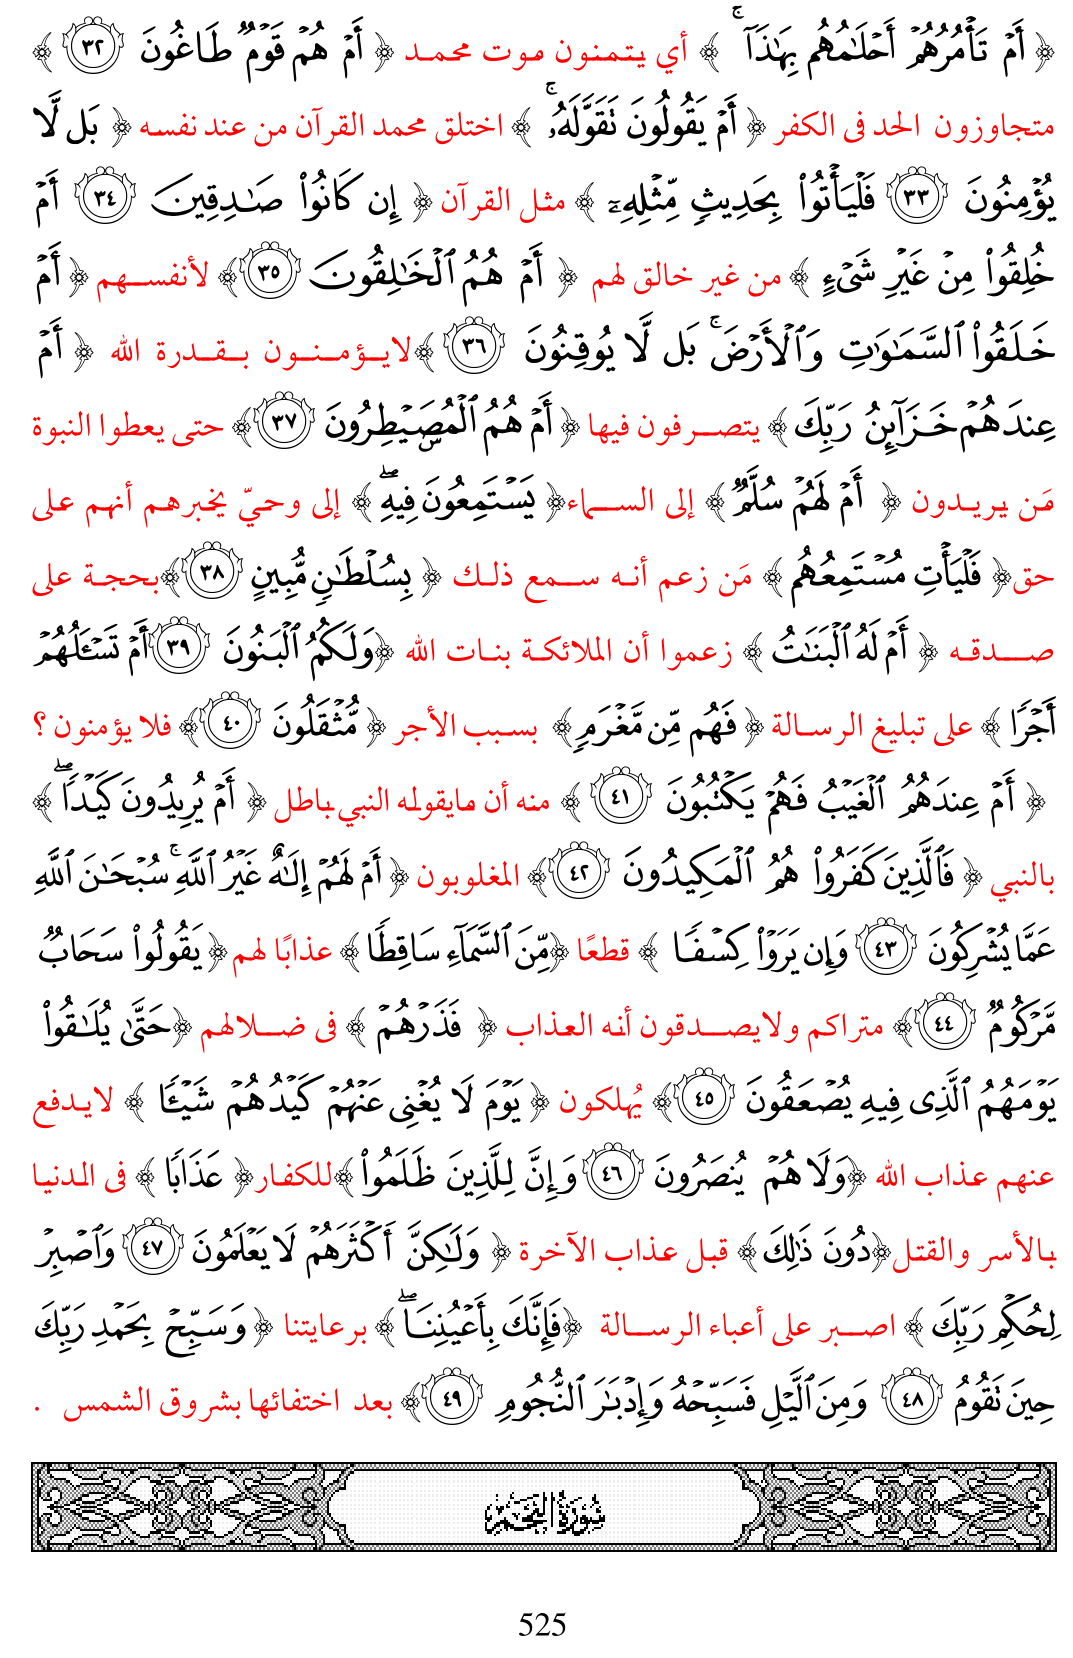 ﴿ أَمْ تَأْمُرُهُمْ أَحْلَٰمُهُم بِهَٰذَآ ۚ ﴾ أي يتمنون موت محمد ﴿ أَمْ هُمْ قَوْمٌ طَاغُونَ ٣٢ ﴾
متجاوزون الحد فى الكفر ﴿ أَمْ يَقُولُونَ تَقَوَّلَهُۥ ۚ ﴾ اختلق محمد القرآن من عند نفسه ﴿ بَل لَّا
يُؤْمِنُونَ ٣٣ فَلْيَأْتُوا۟ بِحَدِيثٍ مِّثْلِهِۦٓ ﴾ مثل القرآن ﴿ إِن كَانُوا۟ صَٰدِقِينَ ٣٤ أَمْ
خُلِقُوا۟ مِنْ غَيْرِ شَىْءٍ ﴾ من غير خالق لهم ﴿ أَمْ هُمُ ٱلْخَٰلِقُونَ ٣٥ ﴾ لأنفسهم ﴿ أَمْ
خَلَقُوا۟ ٱلسَّمَٰوَٰتِ وَٱلْأَرْضَ ۚ بَل لَّا يُوقِنُونَ ٣٦ ﴾ لايؤمنون بقدرة الله ﴿ أَمْ
عِندَهُمْ خَزَآئِنُ رَبِّكَ ﴾ يتصرفون فيها ﴿ أَمْ هُمُ ٱلْمُصَۣيْطِرُونَ ٣٧ ﴾ حتى يعطوا النبوة
مَن يريدون ﴿ أَمْ لَهُمْ سُلَّمٌ ﴾ إلى السماء ﴿ يَسْتَمِعُونَ فِيهِ ۖ ﴾ إلى وحيّ يخبرهم أنهم على
حق ﴿ فَلْيَأْتِ مُسْتَمِعُهُم ﴾ مَن زعم أنه سمع ذلك ﴿ بِسُلْطَٰنٍ مُّبِينٍ ٣٨ ﴾ بحجة على
صدقه ﴿ أَمْ لَهُ ٱلْبَنَٰتُ ﴾ زعموا أن الملائكة بنات الله ﴿ وَلَكُمُ ٱلْبَنُونَ ٣٩ أَمْ تَسْـَٔلُهُمْ
أَجْرًا ﴾ على تبليغ الرسالة ﴿ فَهُم مِّن مَّغْرَمٍ ﴾ بسبب الأجر ﴿ مُّثْقَلُونَ ٤٠ ﴾ فلا يؤمنون ؟
﴿ أَمْ عِندَهُمُ ٱلْغَيْبُ فَهُمْ يَكْتُبُونَ ٤١ ﴾ منه أن مايقوله النبي باطل ﴿ أَمْ يُرِيدُونَ كَيْدًا ۖ ﴾
بالنبي ﴿ فَٱلَّذِينَ كَفَرُوا۟ هُمُ ٱلْمَكِيدُونَ ٤٢ ﴾ المغلوبون ﴿ أَمْ لَهُمْ إِلَٰهٌ غَيْرُ ٱللَّهِ ۚ سُبْحَٰنَ ٱللَّهِ
عَمَّا يُشْرِكُونَ ٤٣ وَإِن يَرَوْا۟ كِسْفًا ﴾ قطعًا ﴿ مِّنَ ٱلسَّمَآءِ سَاقِطًا ﴾ عذابًا لهم ﴿ يَقُولُوا۟ سَحَابٌ
مَّرْكُومٌ ٤٤ ﴾ متراكم ولايصدقون أنه العذاب ﴿ فَذَرْهُمْ ﴾ فى ضلالهم ﴿ حَتَّىٰ يُلَٰقُوا۟
يَوْمَهُمُ ٱلَّذِى فِيهِ يُصْعَقُونَ ٤٥ ﴾ يُهلكون ﴿ يَوْمَ لَا يُغْنِى عَنْهُمْ كَيْدُهُمْ شَيْـًٔا ﴾ لايدفع
عنهم عذاب الله ﴿ وَلَا هُمْ يُنصَرُونَ ٤٦ وَإِنَّ لِلَّذِينَ ظَلَمُوا۟ ﴾ للكفار ﴿ عَذَابًا ﴾ فى الدنيا
بالأسر والقتل ﴿ دُونَ ذَٰلِكَ ﴾ قبل عذاب الآخرة ﴿ وَلَٰكِنَّ أَكْثَرَهُمْ لَا يَعْلَمُونَ ٤٧ وَٱصْبِرْ
لِحُكْمِ رَبِّكَ ﴾ اصبر على أعباء الرسالة ﴿ فَإِنَّكَ بِأَعْيُنِنَا ۖ ﴾ برعايتنا ﴿ وَسَبِّحْ بِحَمْدِ رَبِّكَ
حِينَ تَقُومُ ٤٨ وَمِنَ ٱلَّيْلِ فَسَبِّحْهُ وَإِدْبَٰرَ ٱلنُّجُومِ ٤٩ ﴾ بعد اختفائها بشروق الشمس .
سُورَةُ النَّجْمِ
525